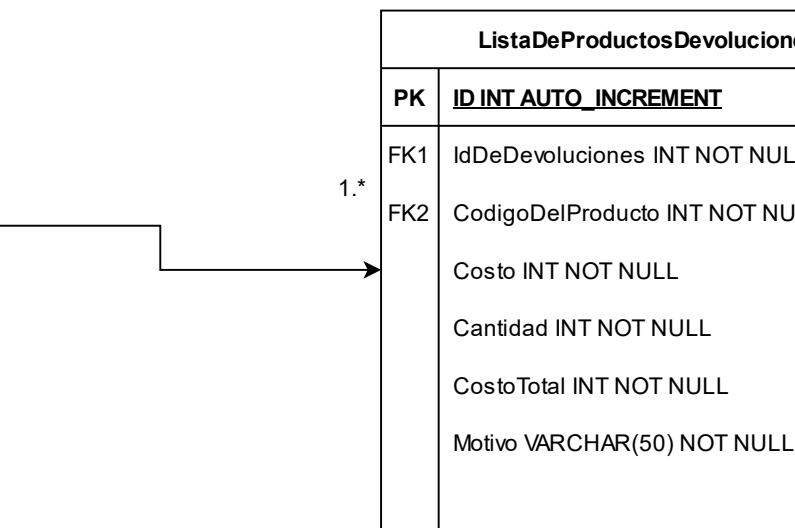 ListaDeProductosDevolucion
PK ID INT AUTO_INCREMENT
FK1 IdDeDevoluciones INT NOT NUL
1.*
FK2 CodigoDelProducto INT NOT NU
Costo INT NOT NULL
Cantidad INT NOT NULL
CostoTotal INT NOT NULL
Motivo VARCHAR(50) NOT NULL